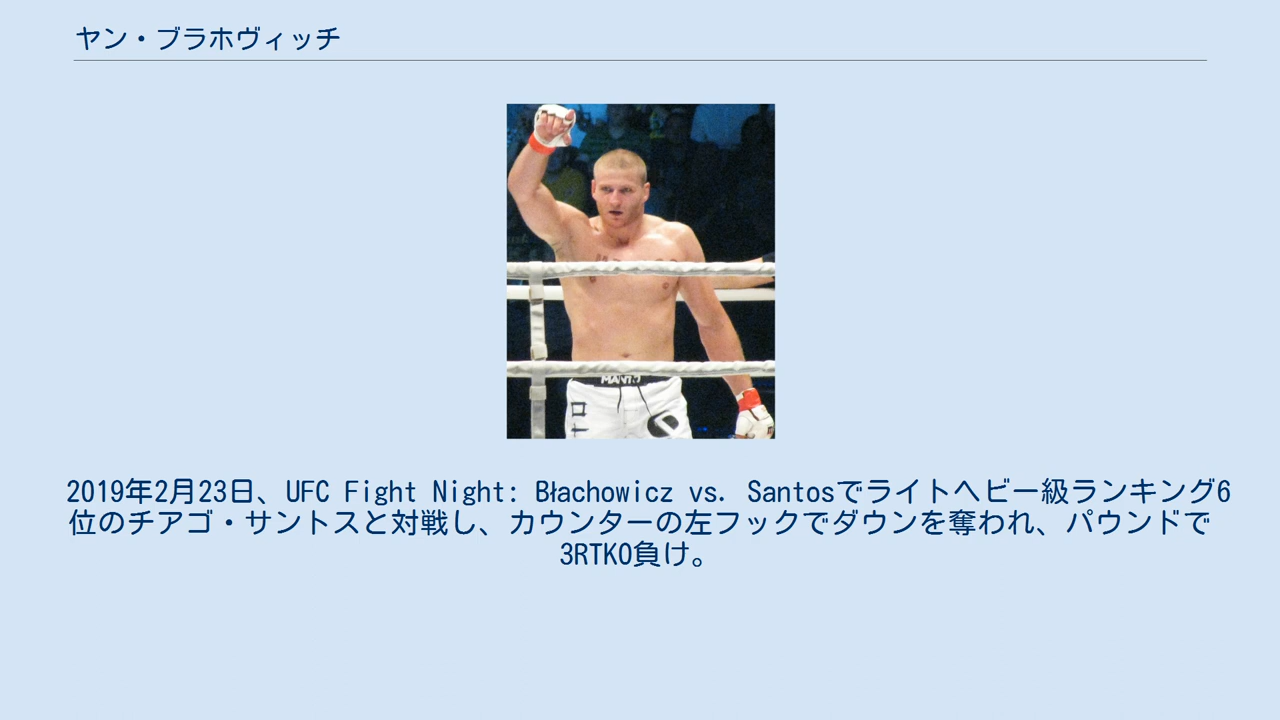 ヤン・ブラホヴィッチ
MANTO
2019年2月23日、UFC Fight Night: Błachowicz vs. Santosでライトヘビー級ランキング6
位のチアゴ・サントスと対戦し、カウンターの左フックでダウンを奪われ、パウンドで
3RTKO負け。